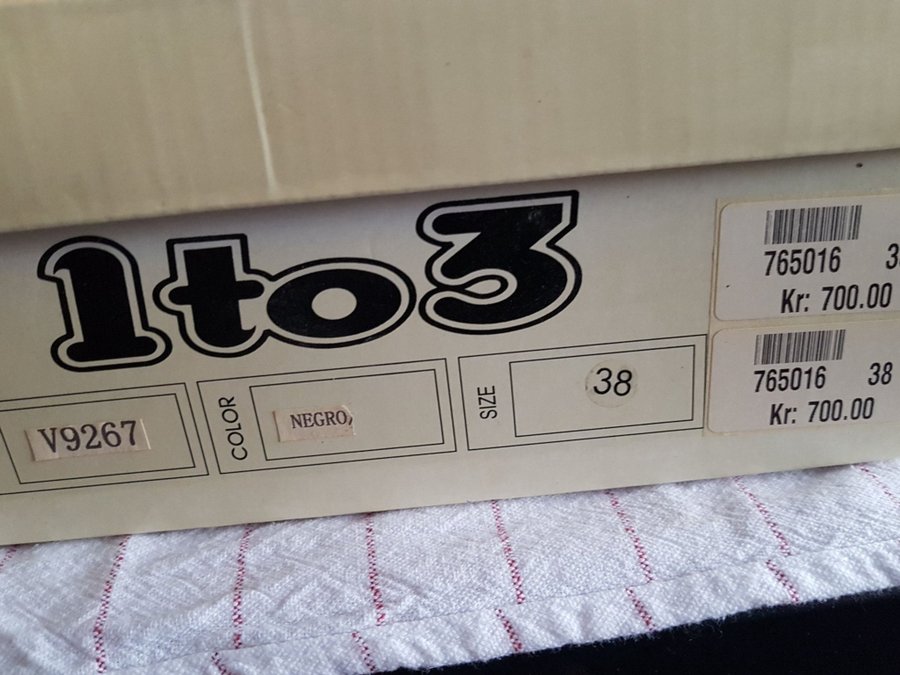 1to3
V9267
COLOR
NEGRO
SIZE
38
765016
Kr: 700.00
765016 38
Kr: 700.00